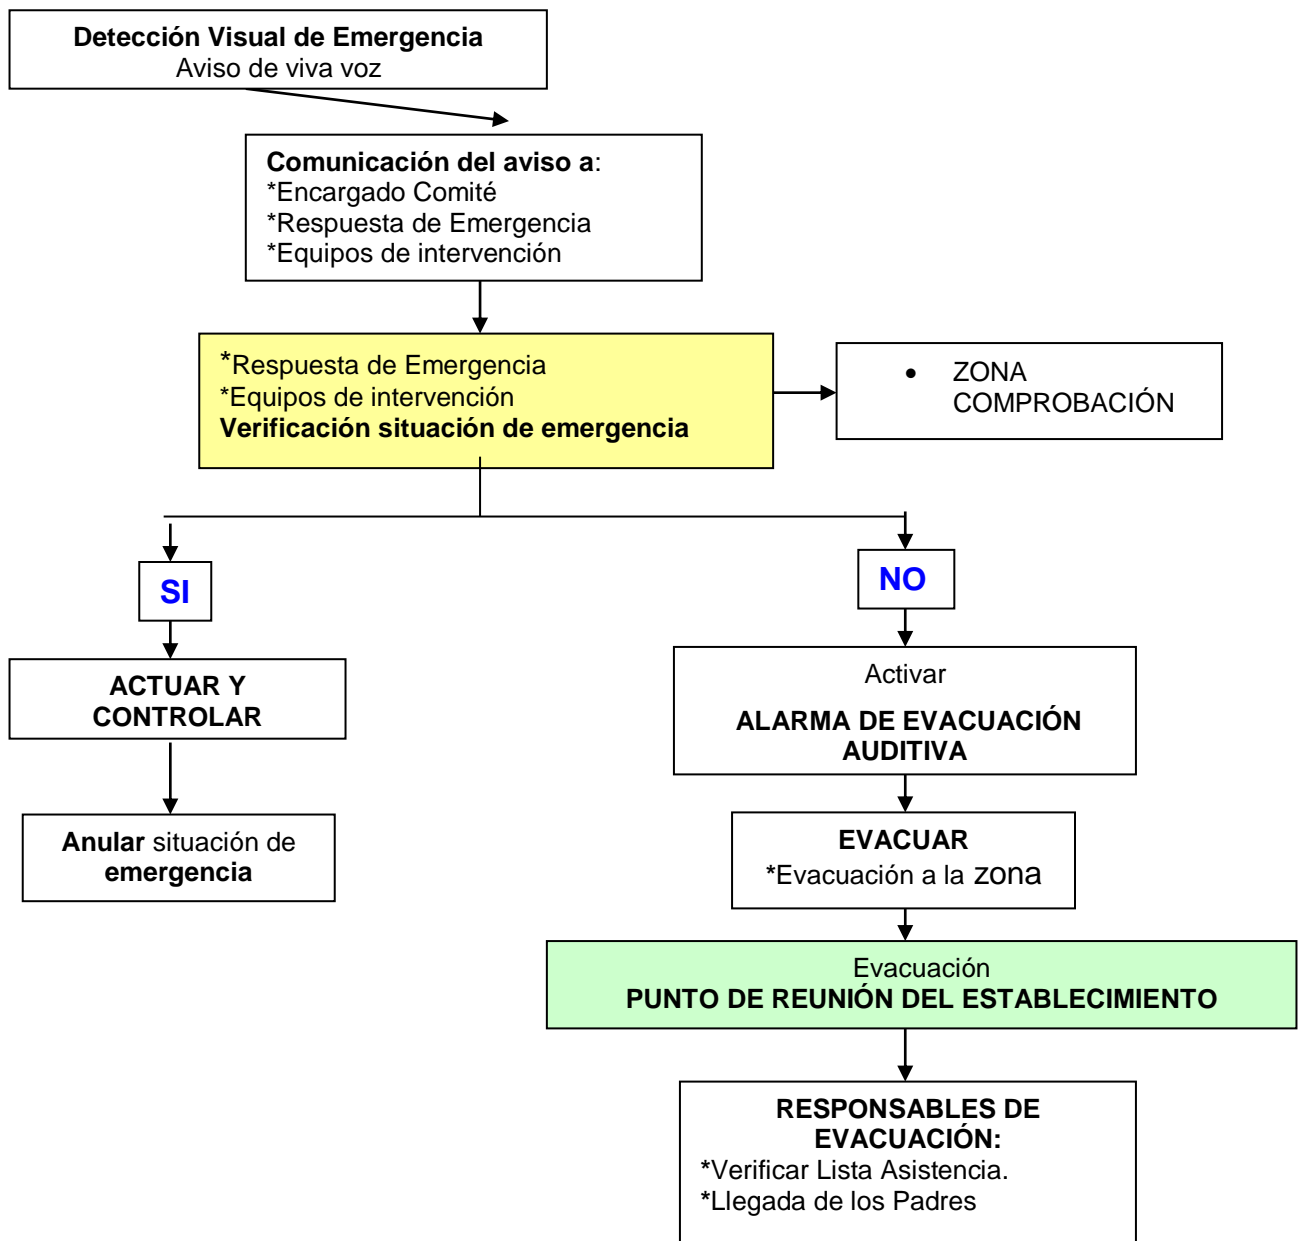 Detección Visual de Emergencia
Aviso de viva voz
Comunicación del aviso a:
*Encargado Comité
*Respuesta de Emergencia
*Equipos de intervención
*Respuesta de Emergencia
*Equipos de intervención
Verificación situación de emergencia
• ZONA
COMPROBACIÓN
SI
NO
ACTUAR Y
CONTROLAR
Anular situación de
emergencia
Activar
ALARMA DE EVACUACIÓN
AUDITIVA
EVACUAR
*Evacuación a la zona
Evacuación
PUNTO DE REUNIÓN DEL ESTABLECIMIENTO
RESPONSABLES DE
EVACUACIÓN:
*Verificar Lista Asistencia.
*Llegada de los Padres